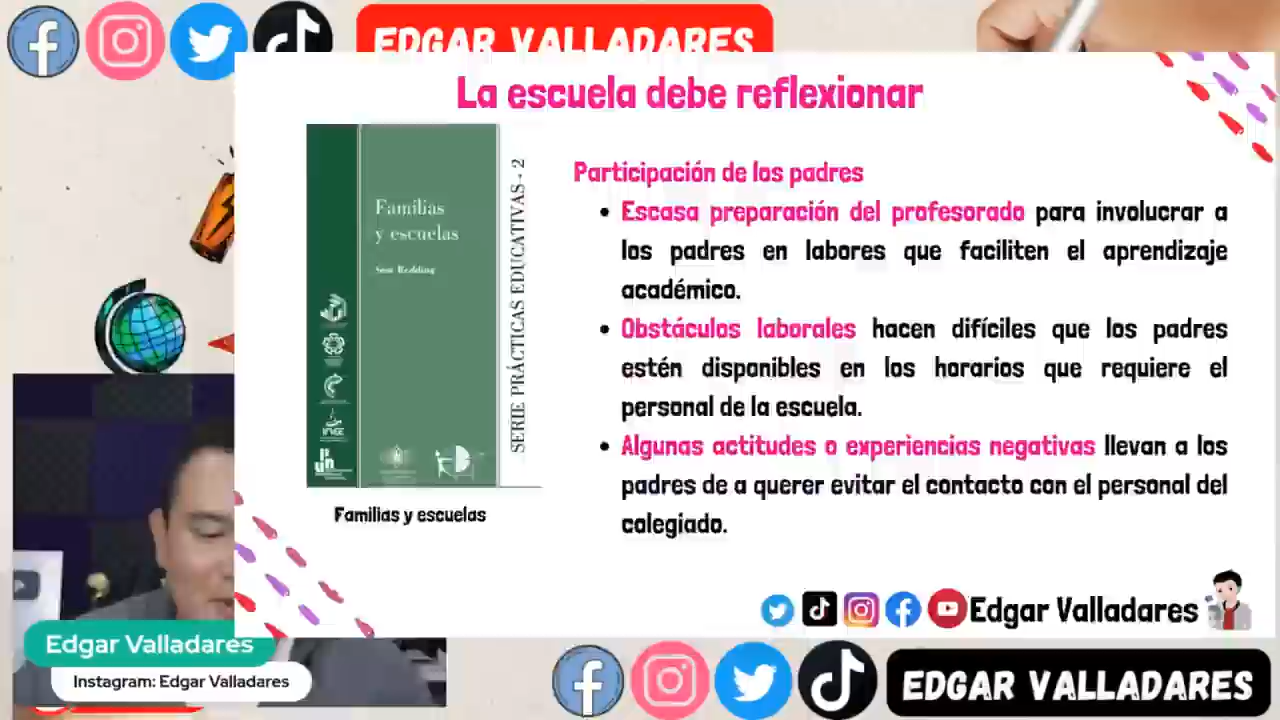 EDGAR VALLADARES
La escuela debe reflexionar
Familias
y escuelas
Sam Redding
SERIE PRÁCTICAS EDUCATIVAS - 2
Familias y escuelas
Participación de los padres
• Escasa preparación del profesorado para involucrar a
los padres en labores que faciliten el aprendizaje
académico.
• Obstáculos laborales hacen difíciles que los padres
estén disponibles en los horarios que requiere el
personal de la escuela.
• Algunas actitudes o experiencias negativas llevan a los
padres de a querer evitar el contacto con el personal del
colegiado.
Edgar Valladares
Edgar Valladares
Instagram: Edgar Valladares
EDGAR VALLADARES